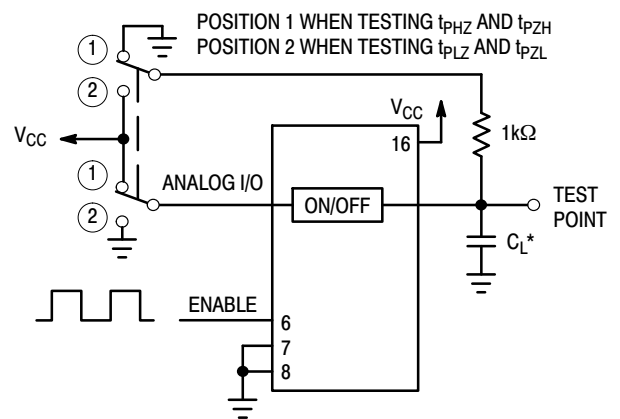 POSITION 1 WHEN TESTING tPHZ AND tPZH
POSITION 2 WHEN TESTING tPLZ AND tPZL
1
2
VCC
VCC
16
1kΩ
1
ANALOG I/O
ON/OFF
TEST
POINT
2
CL*
ENABLE
6
7
8